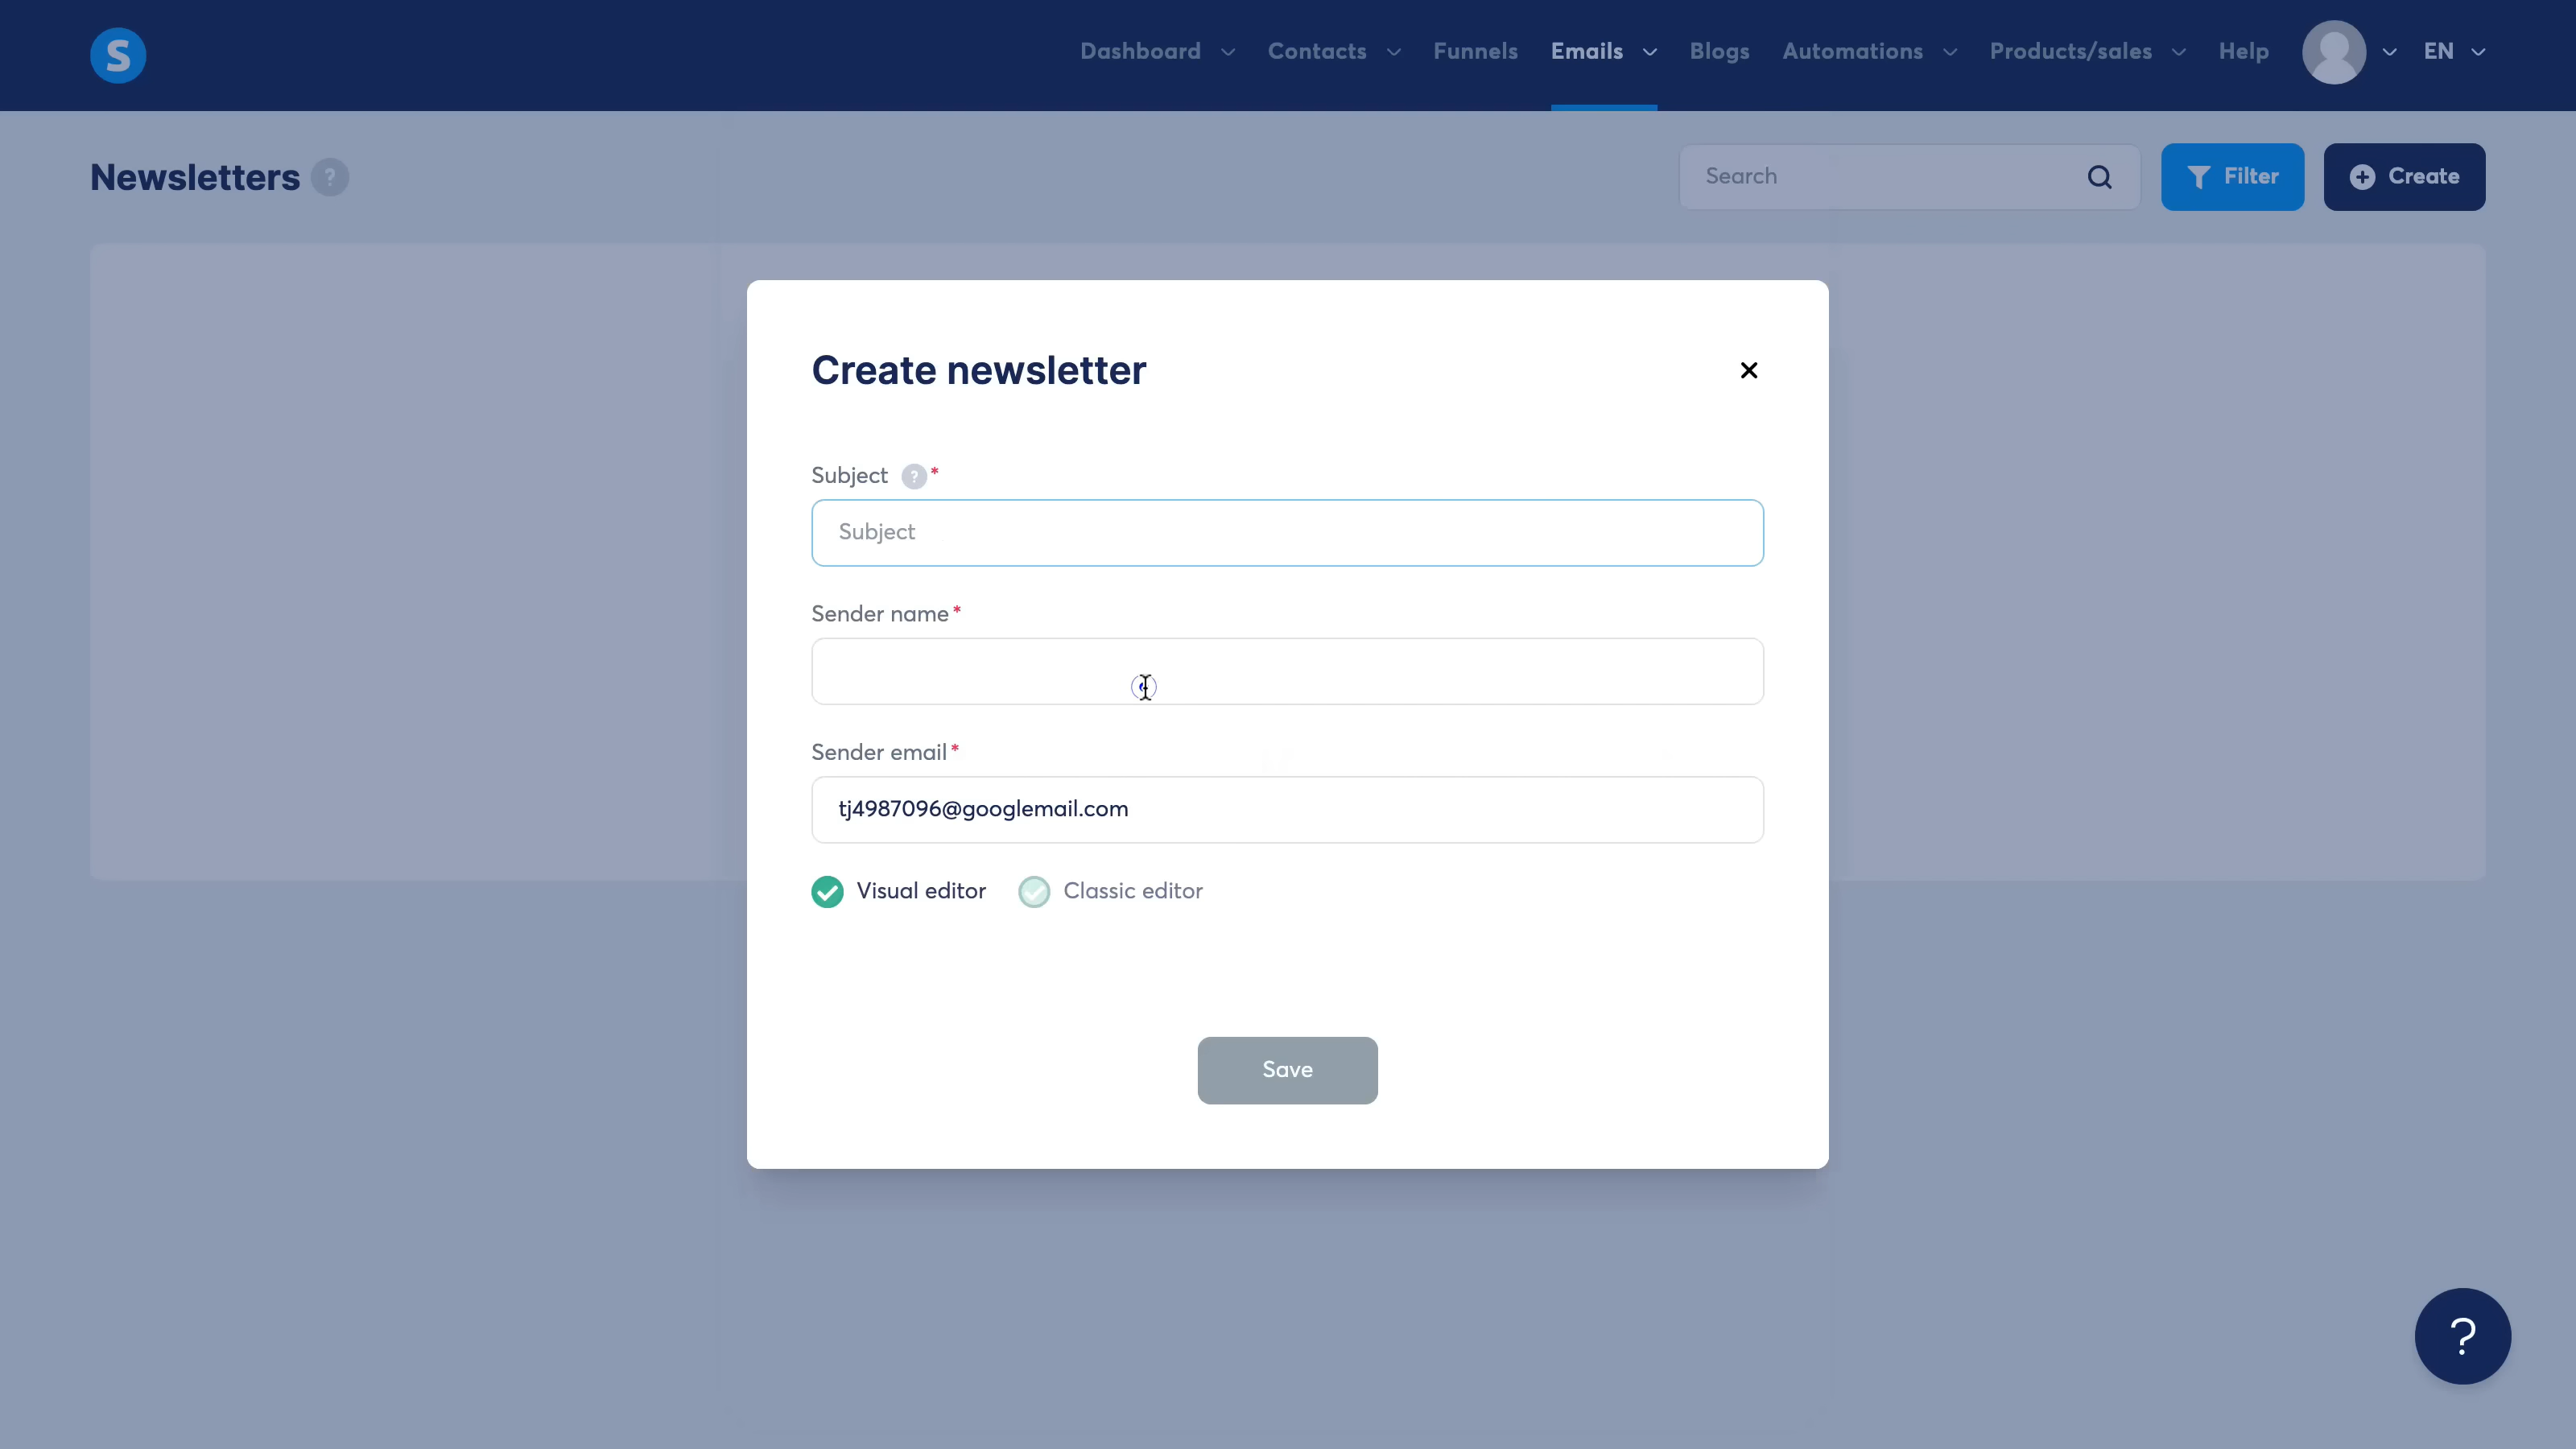 S
Dashboard Contacts Funnels Emails Blogs Automations Products/sales Help EN
Newsletters ?
Search Filter Create
Create newsletter
Subject ? *
Subject
Sender name *
Sender email *
tj4987096@googlemail.com
Visual editor Classic editor
Save
?